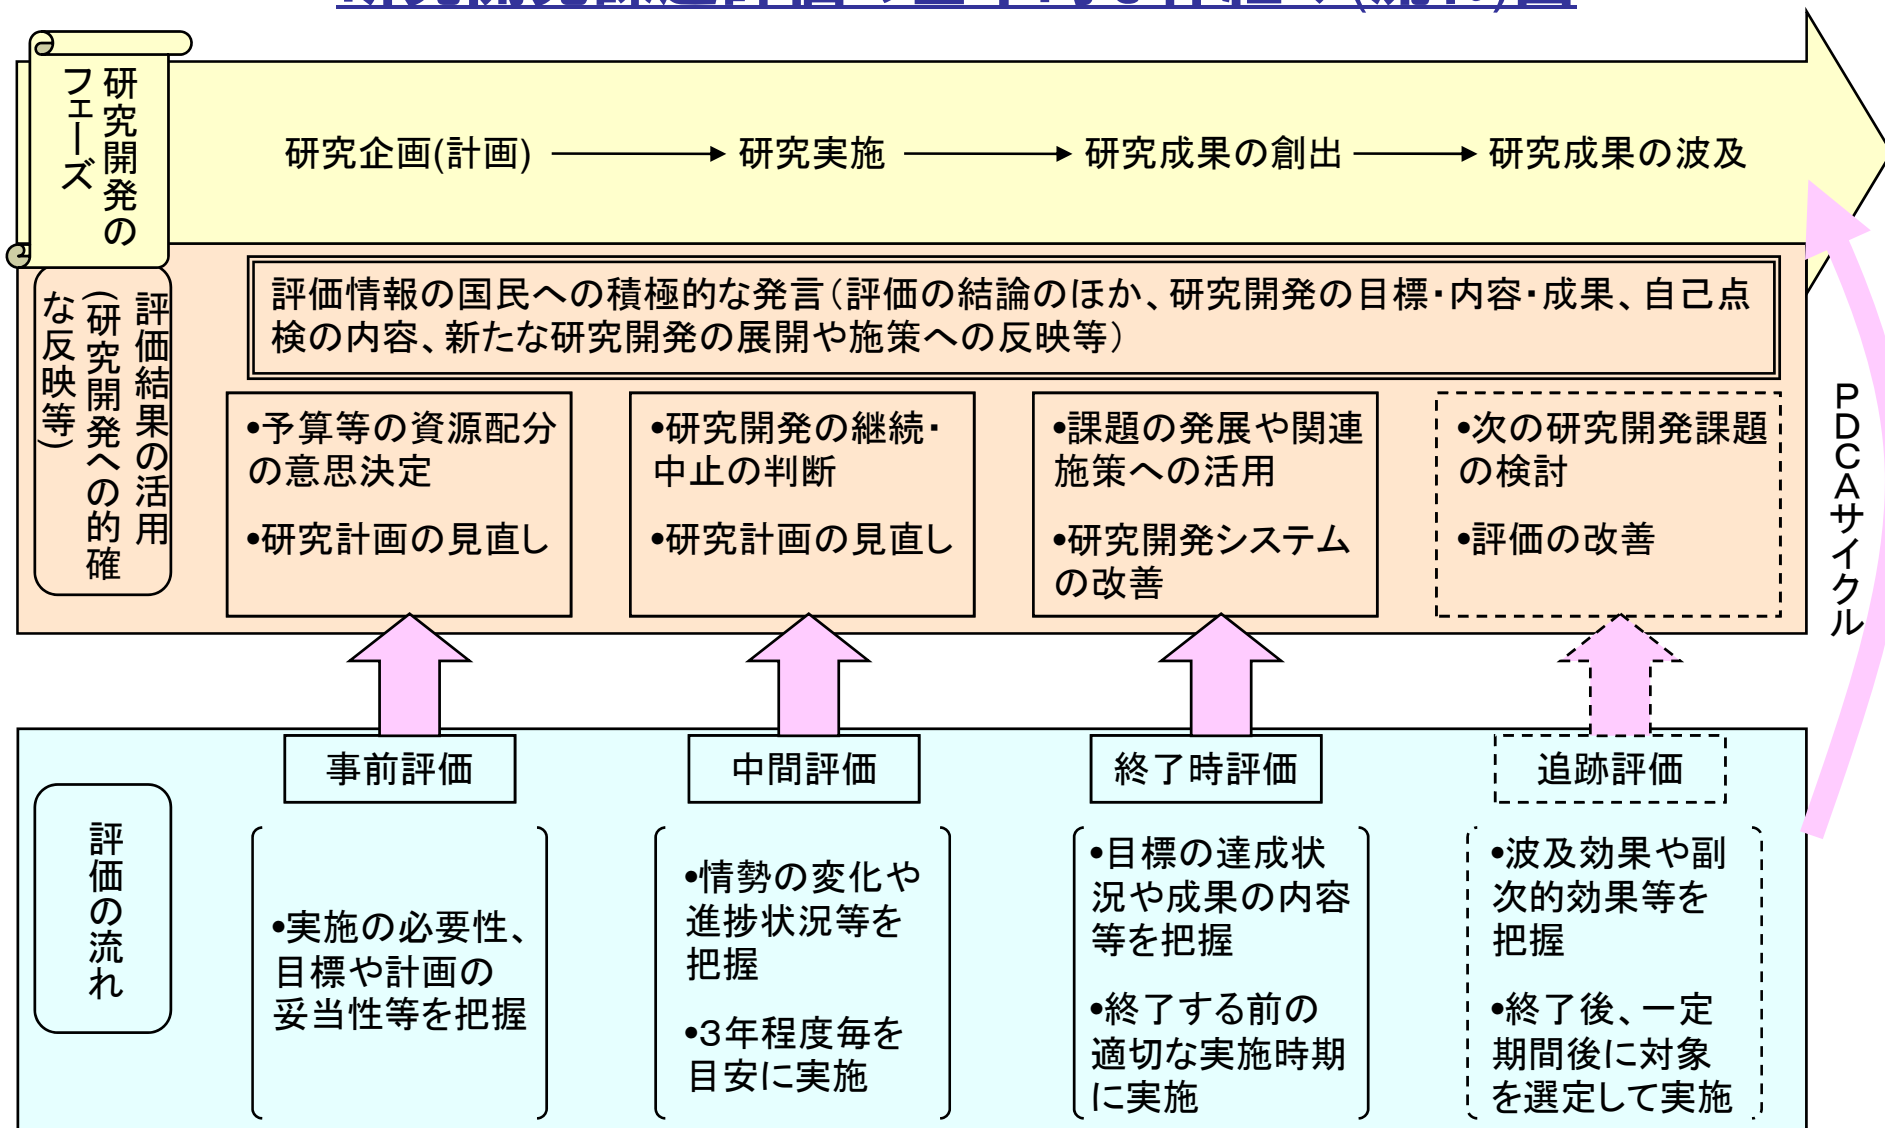 研究開発課題評価の (流れ)図
研究開発の
フェーズ
研究企画(計画)
研究実施
研究成果の創出
研究成果の波及
評価結果の活用
(研究開発への的確
な反映等)
評価情報の国民への積極的な発言(評価の結論のほか、研究開発の目標・内容・成果、自己点
検の内容、新たな研究開発の展開や施策への反映等)
•予算等の資源配分
の意思決定
•研究計画の見直し
•研究開発の継続・
中止の判断
•研究計画の見直し
•課題の発展や関連
施策への活用
•研究開発システム
の改善
•次の研究開発課題
の検討
•評価の改善
PDCAサイクル
評価の流れ
事前評価
•実施の必要性、
目標や計画の
妥当性等を把握
中間評価
•情勢の変化や
進捗状況等を
把握
•3年程度毎を
目安に実施
終了時評価
•目標の達成状
況や成果の内容
等を把握
•終了する前の
適切な実施時期
に実施
追跡評価
•波及効果や副
次的効果等を
把握
•終了後、一定
期間後に対象
を選定して実施